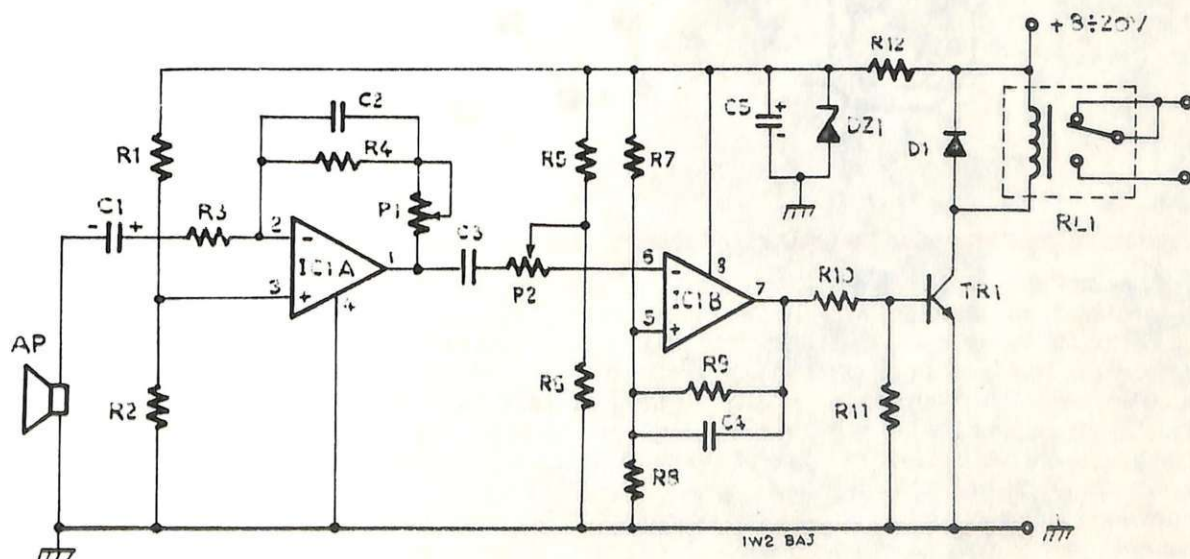 +8÷20V
R12
C2
C5
+
-
DZ1
R1
R4
R5
R7
D1
C1
-
+
R3
P1
RL1
2
-
IC1A
1
C3
6
-
8
R10
3
+
4
P2
IC1B
7
TR1
5
+
AP
R9
R2
R6
R11
C4
R8
IW2 BAJ